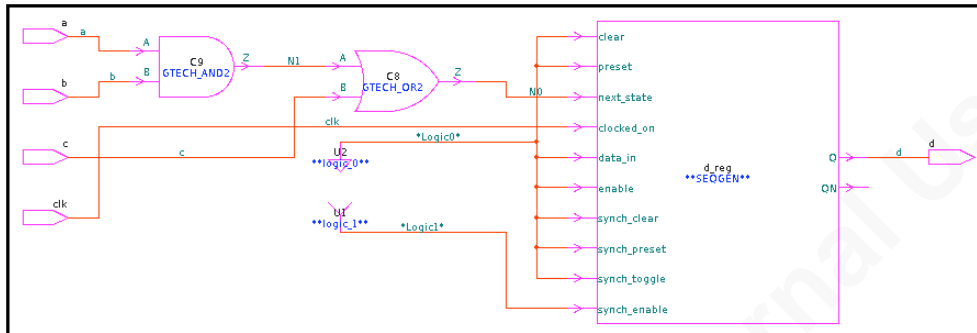 a
a
A
C9
GTECH_AND2
Z
N1
b
b
B
A
C8
GTECH_OR2
Z
B
N0
c
c
clk
clk
*Logic0*
U2
**logic_0**
U1
**logic_1**
*Logic1*
clear
preset
next_state
clocked_on
data_in
enable
synch_clear
synch_preset
synch_toggle
synch_enable
d_reg
**SEQGEN**
Q
QN
d
d